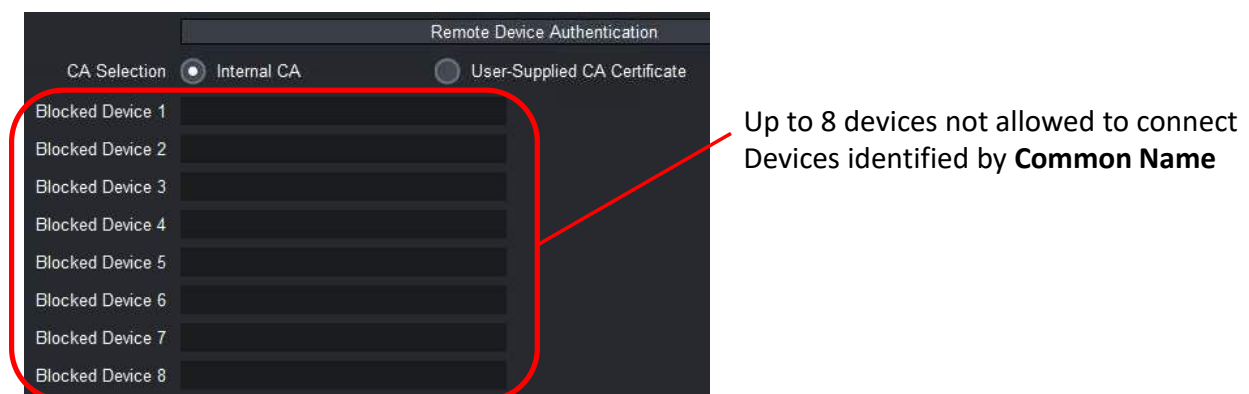 Remote Device Authentication
CA Selection Internal CA User-Supplied CA Certificate
Blocked Device 1
Up to 8 devices not allowed to connect
Blocked Device 2
Devices identified by Common Name
Blocked Device 3
Blocked Device 4
Blocked Device 5
Blocked Device 6
Blocked Device 7
Blocked Device 8